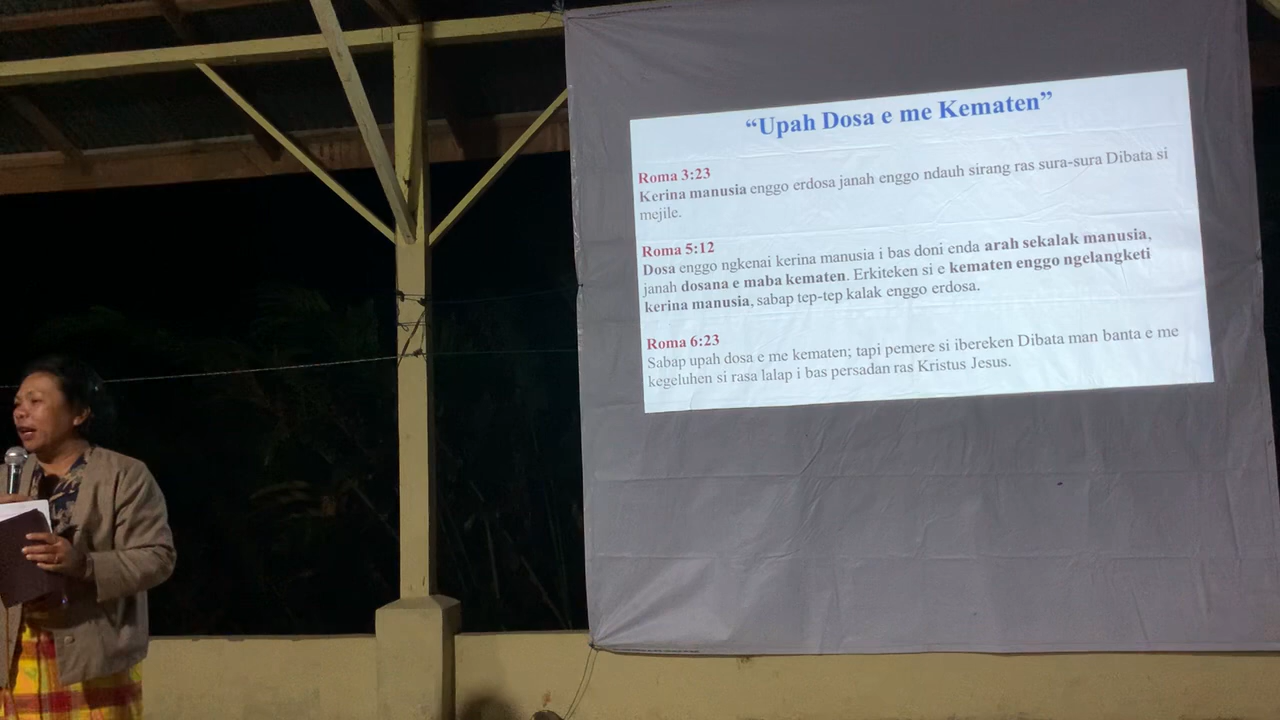 “Upah Dosa e me Kematen”
Roma 3:23
Kerina manusia enggo erdosa janah enggo ndauh sirang ras sura-sura Dibata si
mejile.
Roma 5:12
Dosa enggo ngkenai kerina manusia i bas doni enda arah sekalak manusia,
janah dosana e maba kematen. Erkiteken si e kematen enggo ngelangketi
kerina manusia, sabap tep-tep kalak enggo erdosa.
Roma 6:23
Sabap upah dosa e me kematen; tapi pemere si ibereken Dibata man banta e me
kegeluhen si rasa lalap i bas persadan ras Kristus Jesus.